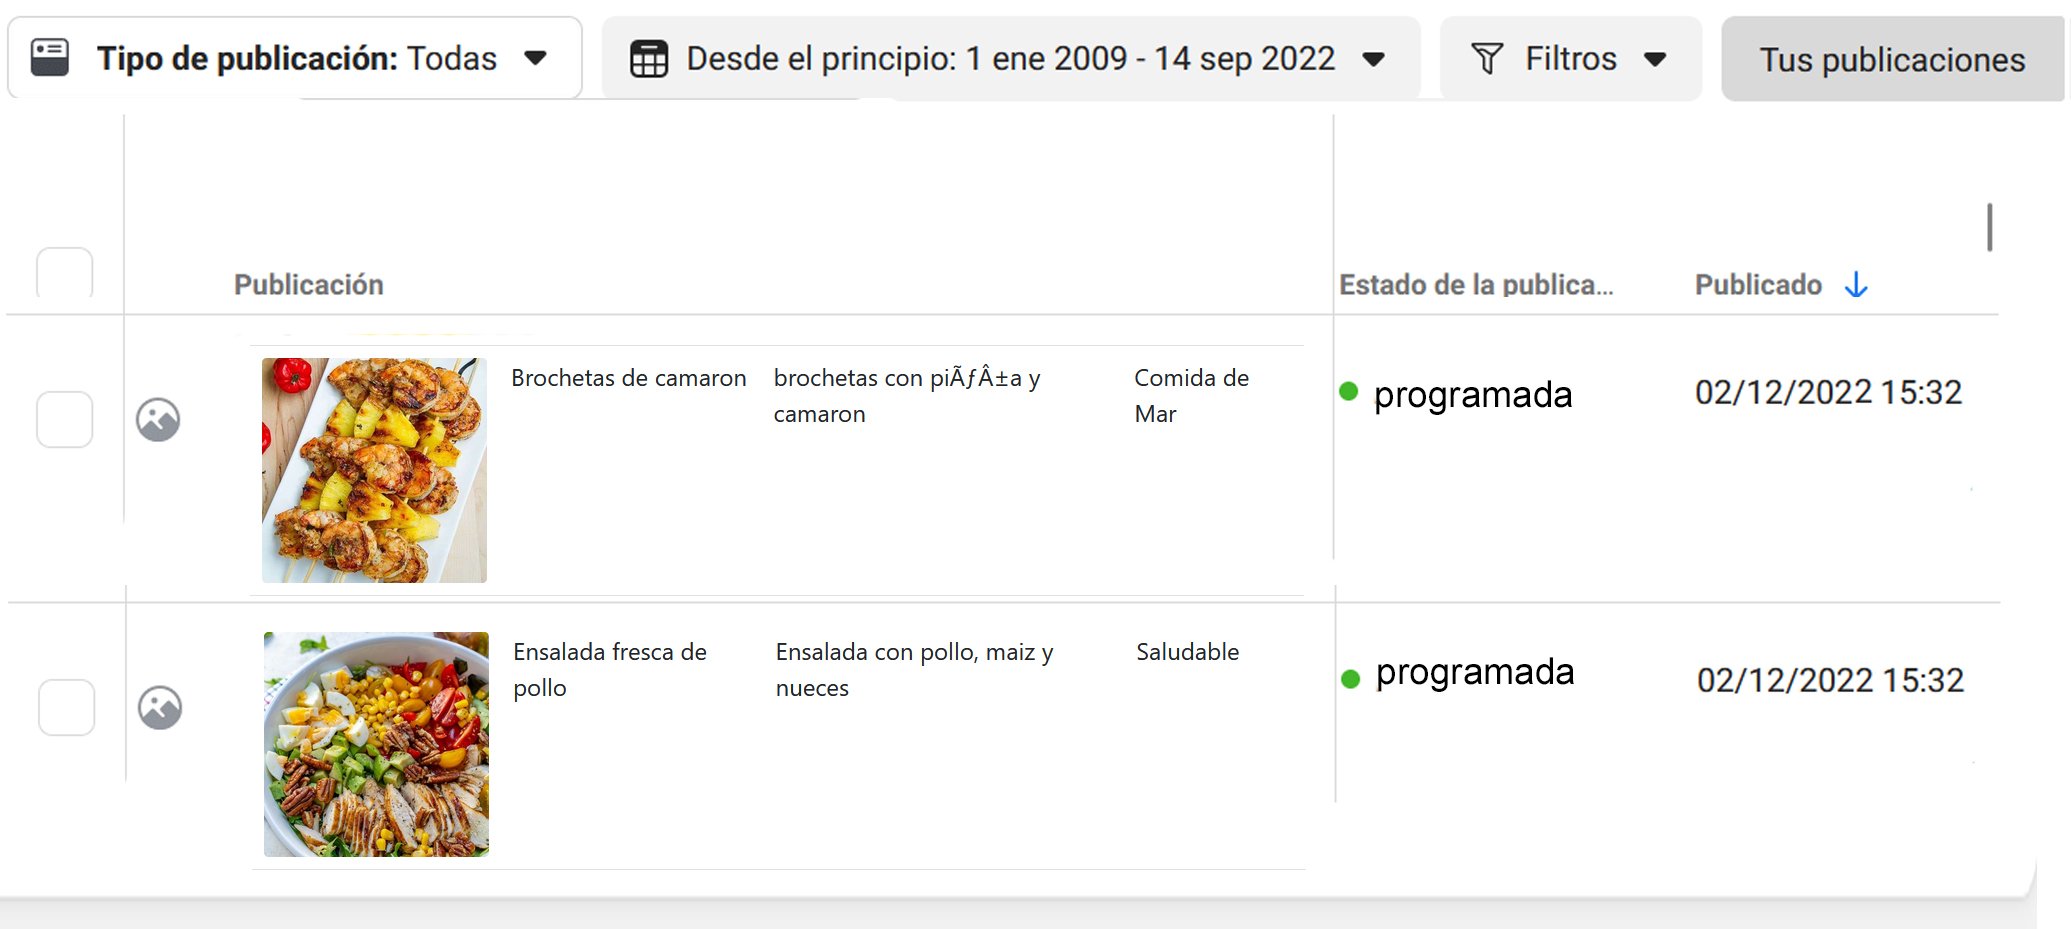 Tipo de publicación: Todas
Desde el principio: 1 ene 2009 - 14 sep 2022
Filtros
Tus publicaciones
Publicación
Estado de la publica...
Publicado
Brochetas de camaron
brochetas con piÃƒÂ±a y
camaron
Comida de
Mar
programada
02/12/2022 15:32
Ensalada fresca de
pollo
Ensalada con pollo, maiz y
nueces
Saludable
programada
02/12/2022 15:32